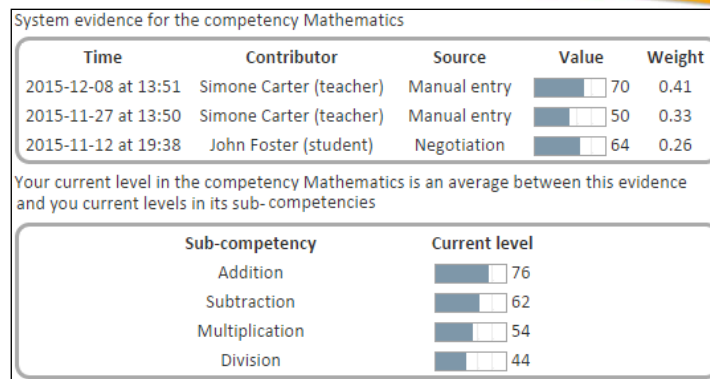 System evidence for the competency Mathematics
Time Contributor Source Value Weight
2015-12-08 at 13:51 Simone Carter (teacher) Manual entry 70 0.41
2015-11-27 at 13:50 Simone Carter (teacher) Manual entry 50 0.33
2015-11-12 at 19:38 John Foster (student) Negotiation 64 0.26
Your current level in the competency Mathematics is an average between this evidence
and you current levels in its sub-competencies
Sub-competency Current level
Addition 76
Subtraction 62
Multiplication 54
Division 44